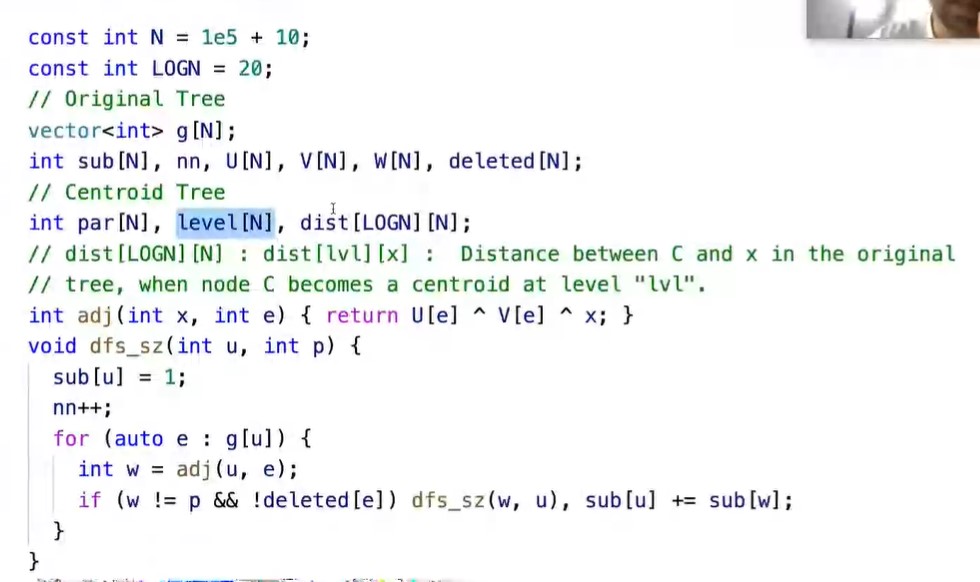 const int N = 1e5 + 10;
const int LOGN = 20;
// Original Tree
vector<int> g[N];
int sub[N], nn, U[N], V[N], W[N], deleted[N];
// Centroid Tree
int par[N], level[N], dist[LOGN][N];
// dist[LOGN][N] : dist[lvl][x] :  Distance between C and x in the original
// tree, when node C becomes a centroid at level "lvl".
int adj(int x, int e) { return U[e] ^ V[e] ^ x; }
void dfs_sz(int u, int p) {
  sub[u] = 1;
  nn++;
  for (auto e : g[u]) {
    int w = adj(u, e);
    if (w != p && !deleted[e]) dfs_sz(w, u), sub[u] += sub[w];
  }
}